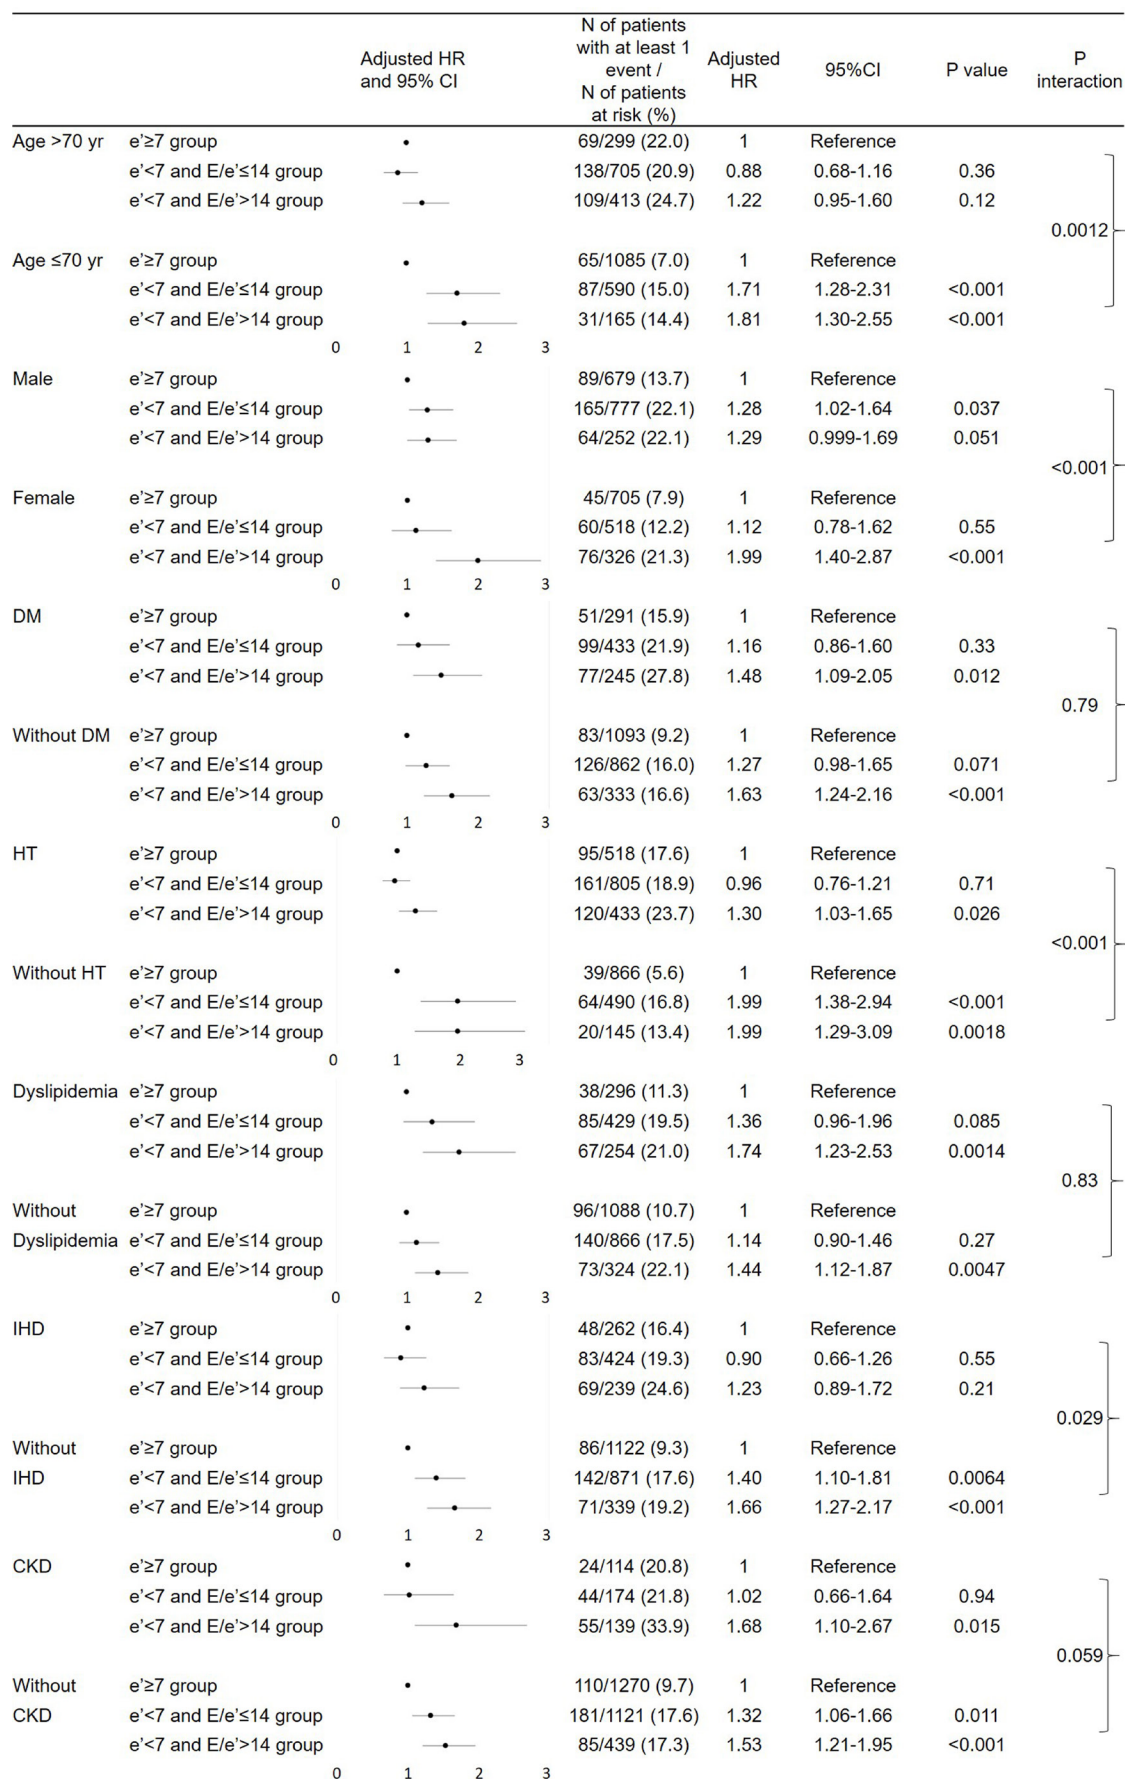 N of patients
with at least 1
Adjusted HR event / Adjusted 95%CI P value P
and 95% CI N of patients HR interaction
at risk (%)
Age >70 yr e'≥7 group 69/299 (22.0) 1 Reference
e'<7 and E/e'≤14 group 138/705 (20.9) 0.88 0.68-1.16 0.36
e'<7 and E/e'>14 group 109/413 (24.7) 1.22 0.95-1.60 0.12
0.0012
Age ≤70 yr e'≥7 group 65/1085 (7.0) 1 Reference
e'<7 and E/e'≤14 group 87/590 (15.0) 1.71 1.28-2.31 <0.001
e'<7 and E/e'>14 group 31/165 (14.4) 1.81 1.30-2.55 <0.001
0 1 2 3
Male e'≥7 group 89/679 (13.7) 1 Reference
e'<7 and E/e'≤14 group 165/777 (22.1) 1.28 1.02-1.64 0.037
e'<7 and E/e'>14 group 64/252 (22.1) 1.29 0.999-1.69 0.051
<0.001
Female e'≥7 group 45/705 (7.9) 1 Reference
e'<7 and E/e'≤14 group 60/518 (12.2) 1.12 0.78-1.62 0.55
e'<7 and E/e'>14 group 76/326 (21.3) 1.99 1.40-2.87 <0.001
0 1 2 3
DM e'≥7 group 51/291 (15.9) 1 Reference
e'<7 and E/e'≤14 group 99/433 (21.9) 1.16 0.86-1.60 0.33
e'<7 and E/e'>14 group 77/245 (27.8) 1.48 1.09-2.05 0.012
0.79
Without DM e'≥7 group 83/1093 (9.2) 1 Reference
e'<7 and E/e'≤14 group 126/862 (16.0) 1.27 0.98-1.65 0.071
e'<7 and E/e'>14 group 63/333 (16.6) 1.63 1.24-2.16 <0.001
0 1 2 3
HT e'≥7 group 95/518 (17.6) 1 Reference
e'<7 and E/e'≤14 group 161/805 (18.9) 0.96 0.76-1.21 0.71
e'<7 and E/e'>14 group 120/433 (23.7) 1.30 1.03-1.65 0.026
<0.001
Without HT e'≥7 group 39/866 (5.6) 1 Reference
e'<7 and E/e'≤14 group 64/490 (16.8) 1.99 1.38-2.94 <0.001
e'<7 and E/e'>14 group 20/145 (13.4) 1.99 1.29-3.09 0.0018
0 1 2 3
Dyslipidemia e'≥7 group 38/296 (11.3) 1 Reference
e'<7 and E/e'≤14 group 85/429 (19.5) 1.36 0.96-1.96 0.085
e'<7 and E/e'>14 group 67/254 (21.0) 1.74 1.23-2.53 0.0014
0.83
Without e'≥7 group 96/1088 (10.7) 1 Reference
Dyslipidemia e'<7 and E/e'≤14 group 140/866 (17.5) 1.14 0.90-1.46 0.27
e'<7 and E/e'>14 group 73/324 (22.1) 1.44 1.12-1.87 0.0047
0 1 2 3
IHD e'≥7 group 48/262 (16.4) 1 Reference
e'<7 and E/e'≤14 group 83/424 (19.3) 0.90 0.66-1.26 0.55
e'<7 and E/e'>14 group 69/239 (24.6) 1.23 0.89-1.72 0.21
0.029
Without e'≥7 group 86/1122 (9.3) 1 Reference
IHD e'<7 and E/e'≤14 group 142/871 (17.6) 1.40 1.10-1.81 0.0064
e'<7 and E/e'>14 group 71/339 (19.2) 1.66 1.27-2.17 <0.001
0 1 2 3
CKD e'≥7 group 24/114 (20.8) 1 Reference
e'<7 and E/e'≤14 group 44/174 (21.8) 1.02 0.66-1.64 0.94
e'<7 and E/e'>14 group 55/139 (33.9) 1.68 1.10-2.67 0.015
0.059
Without e'≥7 group 110/1270 (9.7) 1 Reference
CKD e'<7 and E/e'≤14 group 181/1121 (17.6) 1.32 1.06-1.66 0.011
e'<7 and E/e'>14 group 85/439 (17.3) 1.53 1.21-1.95 <0.001
0 1 2 3